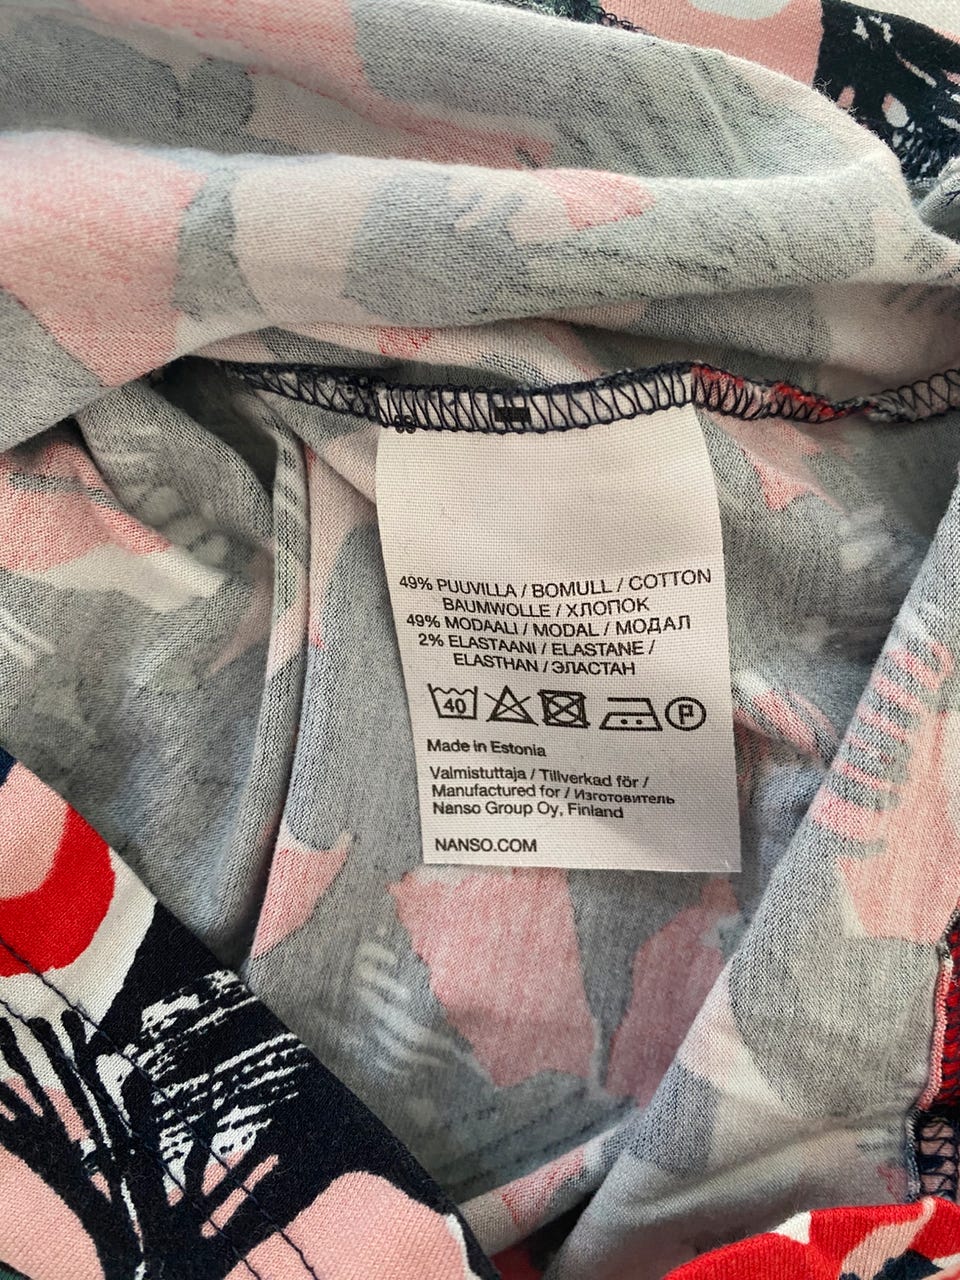 49% PUUVILLA / BOMULL / COTTON
BAUMWOLLE / ХЛОПОК
49% MODAALI / MODAL / МОДАЛ
2% ELASTAANI / ELASTANE /
ELASTHAN / ЭЛАСТАН
40 P
Made in Estonia
Valmistuttaja / Tillverkad för /
Manufactured for / Изготовитель
Nanso Group Oy, Finland
NANSO.COM